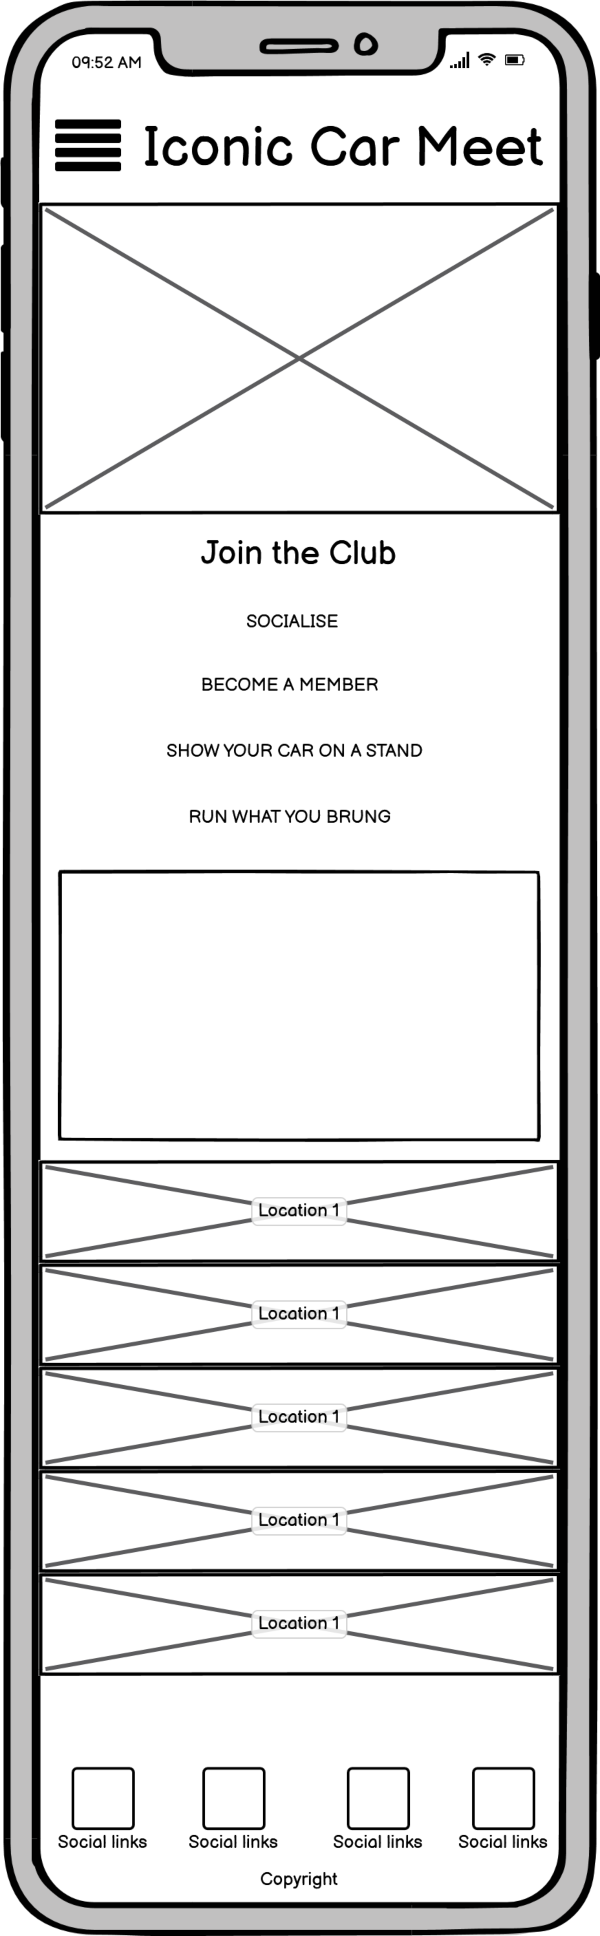 09:52 AM
Iconic Car Meet
Join the Club
SOCIALISE
BECOME A MEMBER
SHOW YOUR CAR ON A STAND
RUN WHAT YOU BRUNG
Location 1
Location 1
Location 1
Location 1
Location 1
Social links Social links Social links Social links
Copyright